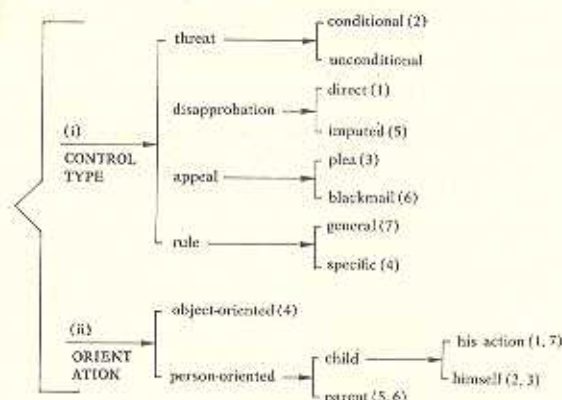 conditional (2)
threat
unconditional
direct (1)
disapprobation
imputed (5)
(i)
CONTROL
TYPE
plea (3)
appeal
blackmail (6)
general (7)
rule
specific (4)
object-oriented (4)
(ii)
ORIENT
ATION
his action (1, 7)
child
person-oriented
himself (2, 3)
parent (5, 6)